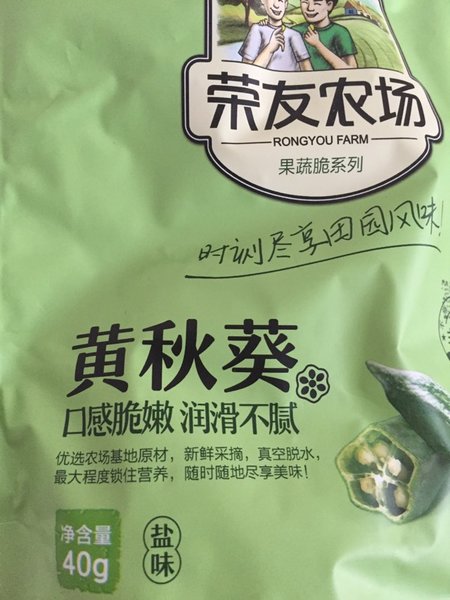 荣友农场
RONGYOU FARM
果蔬脆系列
时刻尽享田园风味!
黄秋葵
口感脆嫩 润滑不腻
优选农场基地原材，新鲜采摘，真空脱水，
最大程度锁住营养，随时随地尽享美味！
净含量
40g
盐味